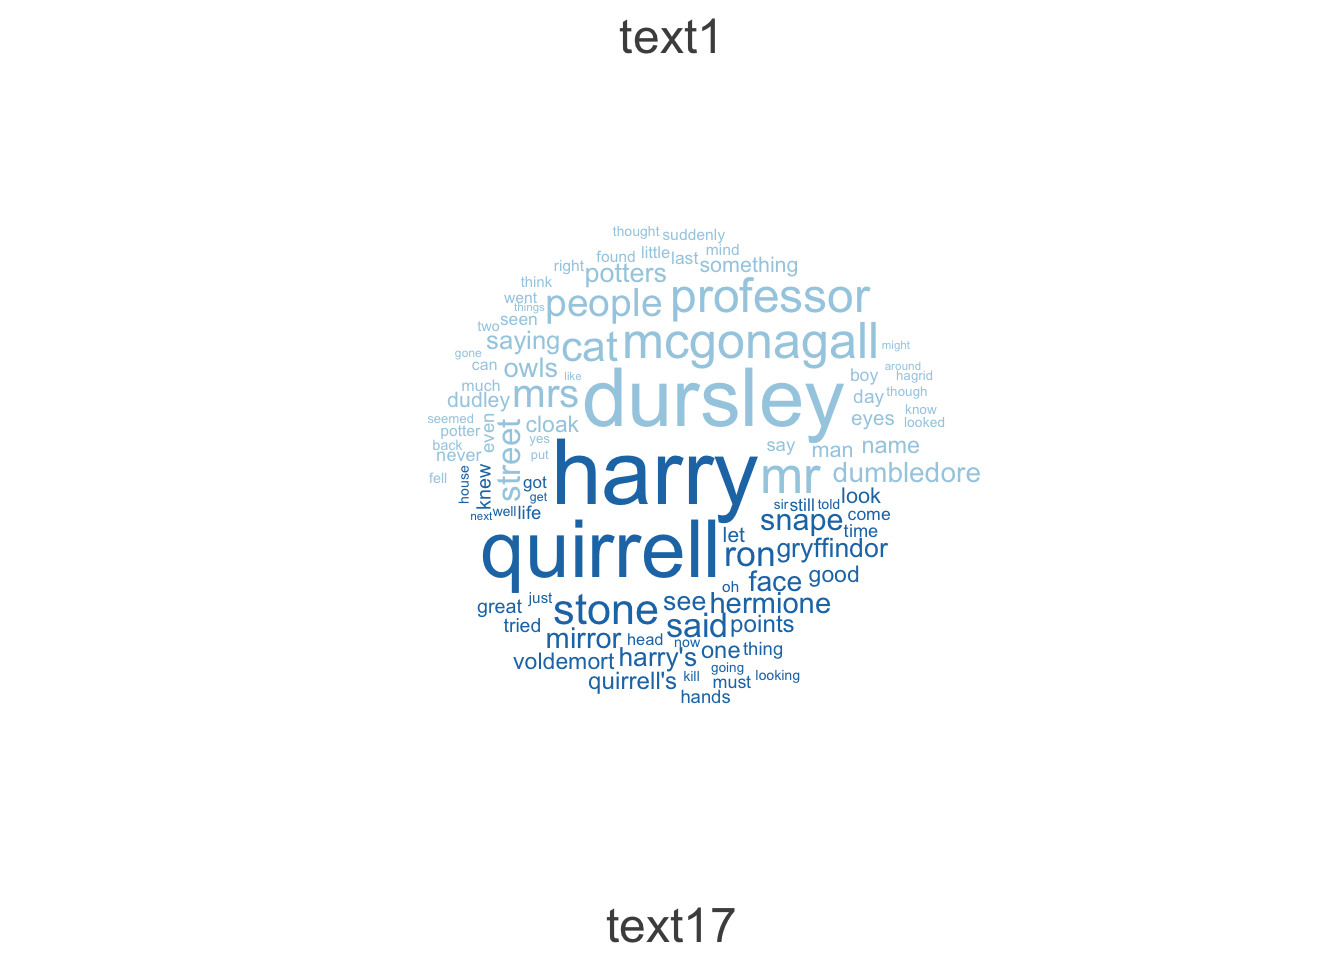 text1
thought suddenly
found little last mind
right potters something
think people professor
went things
two seen
saying cat mcgonagall might
gone
can owls like around
much mrs dursley boy hagrid
dudley day though
seemed even street cloak eyes know looked
potter yes say man name
back never
fell put mr dumbledore
house knew got harry look
get sir still told
next well life snape come
let time
quirrell ron gryffindor
oh face good
great just stone see hermione
tried said points
mirror head now
voldemort harry's one thing
going
quirrell's kill must looking
hands
text17